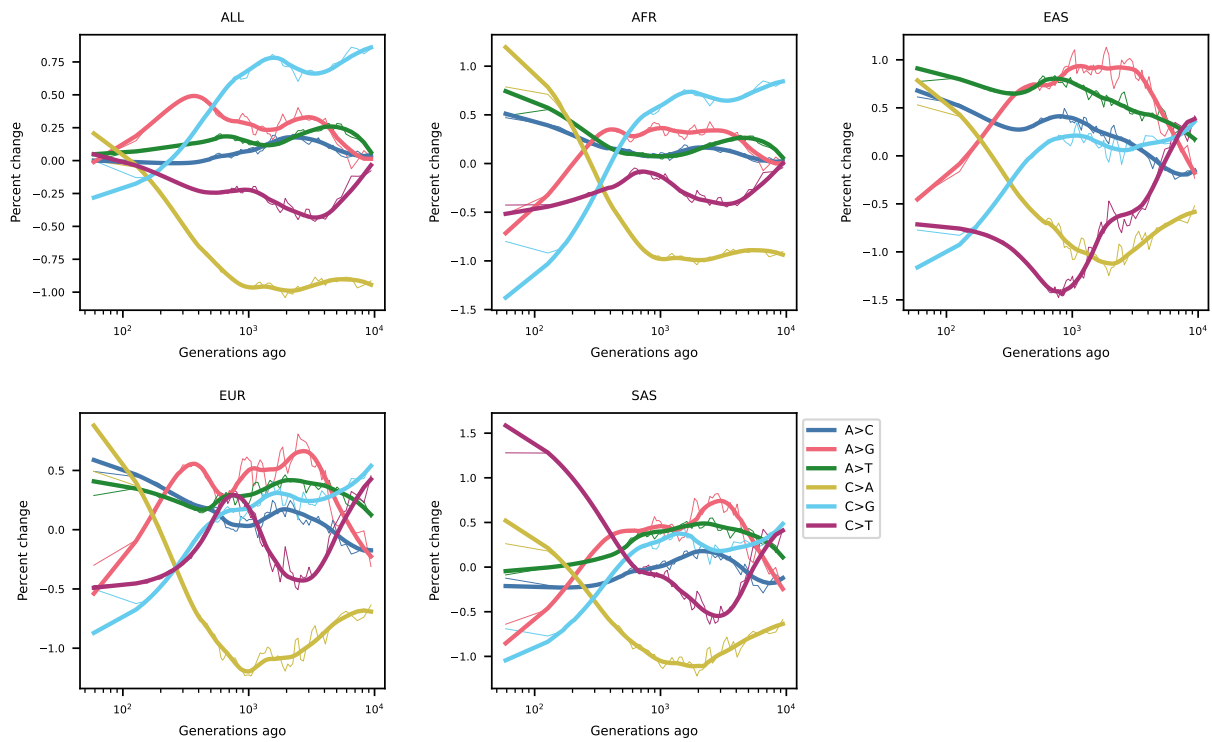 ALL
AFR
EAS
Percent change
0.75
0.50
0.25
0.00
−0.25
−0.50
−0.75
−1.00
10²
10³
10⁴
Generations ago
Percent change
1.0
0.5
0.0
−0.5
−1.0
−1.5
10²
10³
10⁴
Generations ago
Percent change
1.0
0.5
0.0
−0.5
−1.0
−1.5
10²
10³
10⁴
Generations ago
EUR
SAS
Percent change
0.5
0.0
−0.5
−1.0
10²
10³
10⁴
Generations ago
Percent change
1.5
1.0
0.5
0.0
−0.5
−1.0
10²
10³
10⁴
Generations ago
A>C
A>G
A>T
C>A
C>G
C>T